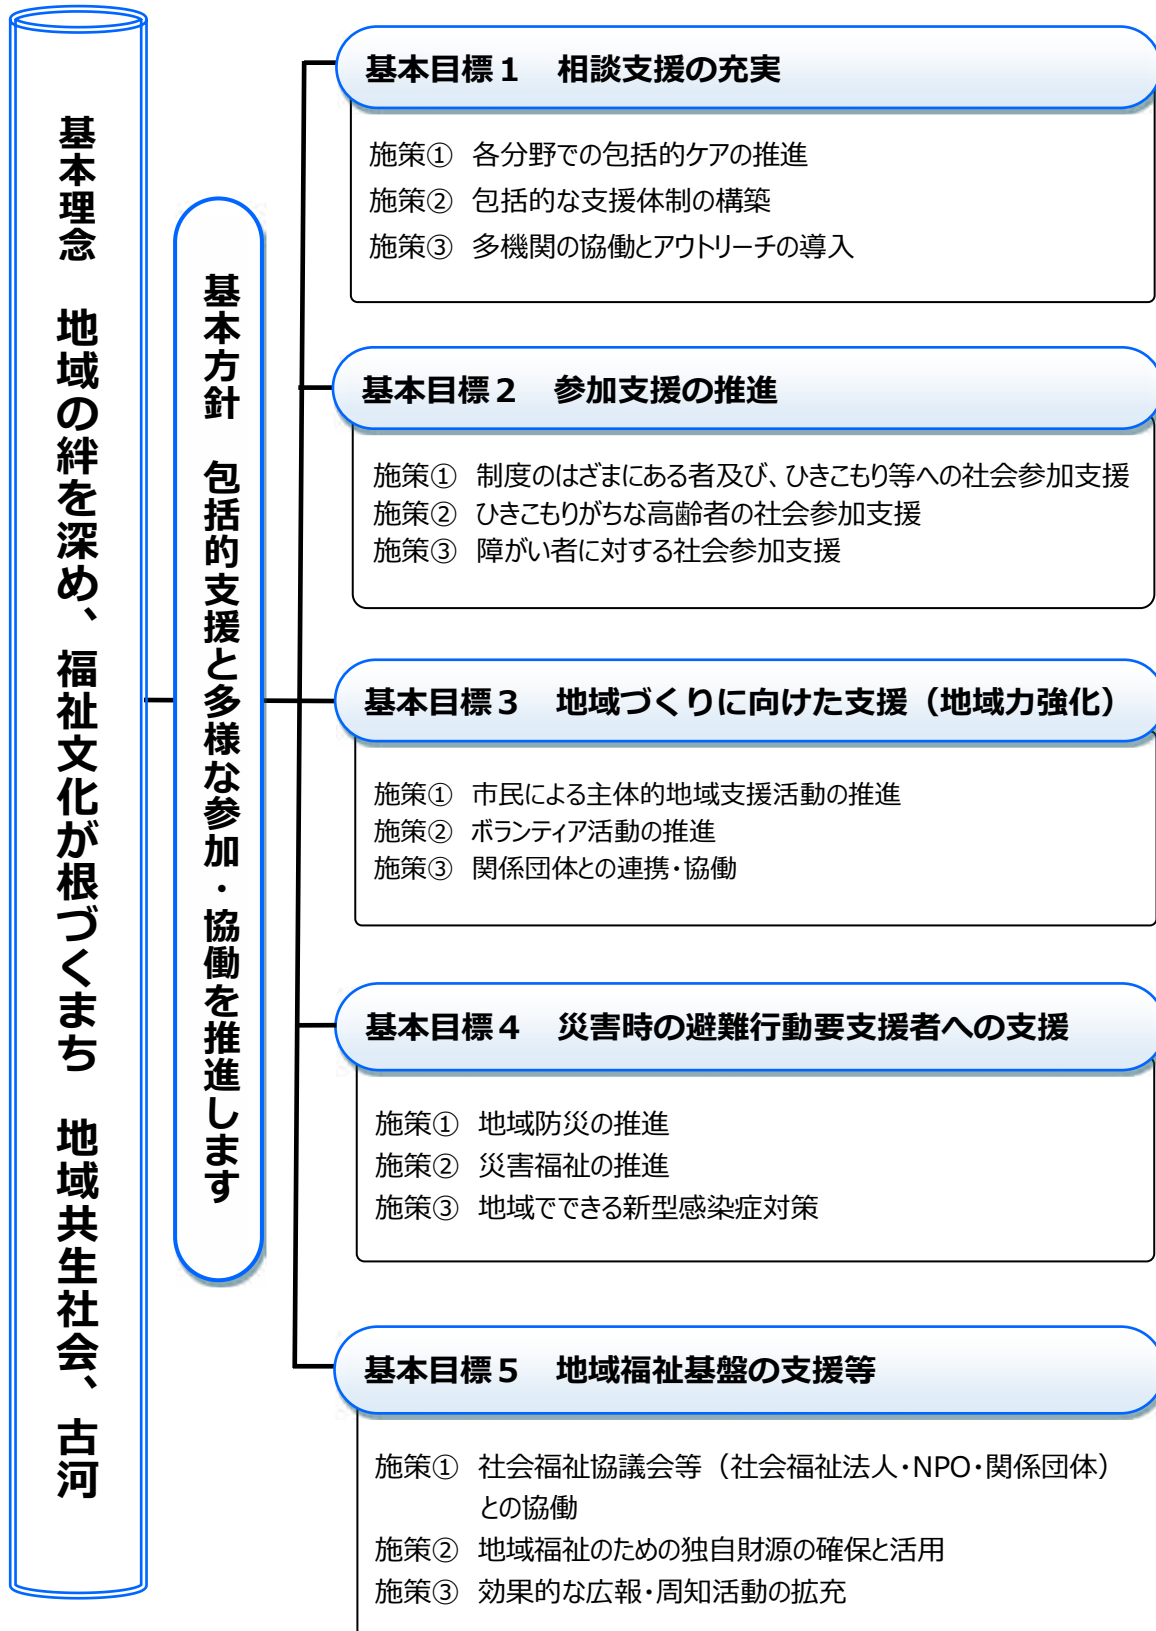 基本理念　地域の絆を深め、福祉文化が根づくまち　地域共生社会、古河
基本方針　包括的支援と多様な参加・協働を推進します
基本目標１　相談支援の充実
施策①　各分野での包括的ケアの推進
施策②　包括的な支援体制の構築
施策③　多機関の協働とアウトリーチの導入
基本目標２　参加支援の推進
施策①　制度のはざまにある者及び、ひきこもり等への社会参加支援
施策②　ひきこもりがちな高齢者の社会参加支援
施策③　障がい者に対する社会参加支援
基本目標３　地域づくりに向けた支援（地域力強化）
施策①　市民による主体的地域支援活動の推進
施策②　ボランティア活動の推進
施策③　関係団体との連携・協働
基本目標４　災害時の避難行動要支援者への支援
施策①　地域防災の推進
施策②　災害福祉の推進
施策③　地域でできる新型感染症対策
基本目標５　地域福祉基盤の支援等
施策①　社会福祉協議会等（社会福祉法人・NPO・関係団体）
との協働
施策②　地域福祉のための独自財源の確保と活用
施策③　効果的な広報・周知活動の拡充